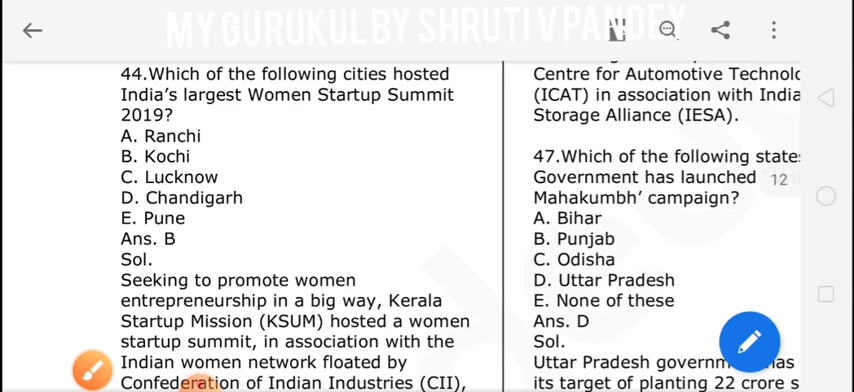 MY GURUKUL BY SHRUTI V PANDEY
44.Which of the following cities hosted
India's largest Women Startup Summit
2019?
A. Ranchi
B. Kochi
C. Lucknow
D. Chandigarh
E. Pune
Ans. B
Sol.
Seeking to promote women
entrepreneurship in a big way, Kerala
Startup Mission (KSUM) hosted a women
startup summit, in association with the
Indian women network floated by
Confederation of Indian Industries (CII),
Centre for Automotive Technolo
(ICAT) in association with India
Storage Alliance (IESA).
47.Which of the following state
Government has launched
Mahakumbh' campaign?
A. Bihar
B. Punjab
C. Odisha
D. Uttar Pradesh
E. None of these
Ans. D
Sol.
Uttar Pradesh governm has
its target of planting 22 crore s
12